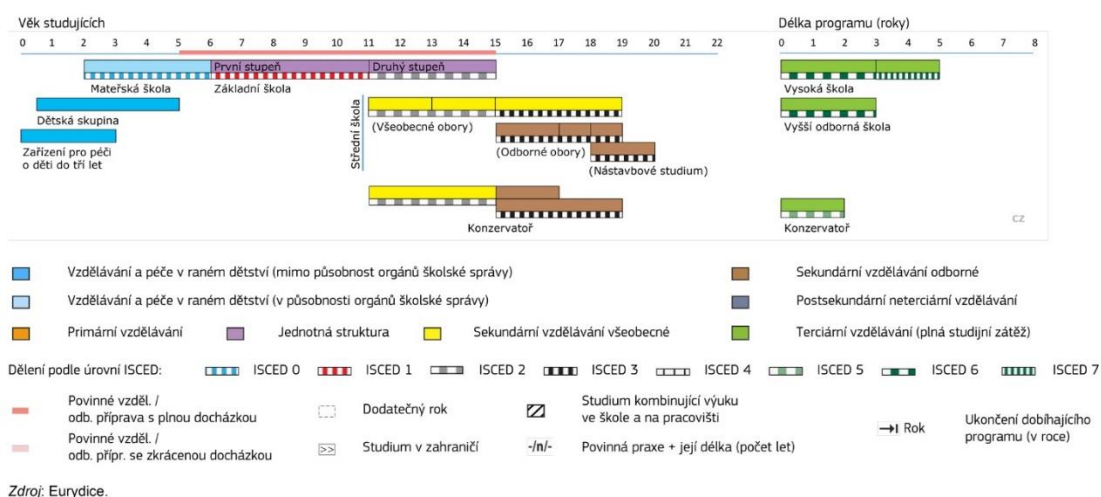 Věk studujících
Délka programu (roky)
0 1 2 3 4 5 6 7 8 9 10 11 12 13 14 15 16 17 18 19 20 22
0 1 2 3 4 5 6 7 8
První stupeň
Druhý stupeň
Mateřská škola
Základní škola
Vysoká škola
Dětská skupina
(Všeobecné obory)
Vyšší odborná škola
Střední škola
Zařízení pro péči
o děti do tří let
(Odborné obory)
(Nástavbové studium)
Konzervatoř
Konzervatoř
CZ
Vzdělávání a péče v raném dětství (mimo působnost orgánů školské správy)
Sekundární vzdělávání odborné
Vzdělávání a péče v raném dětství (v působnosti orgánů školské správy)
Postsekundární neterciární vzdělávání
Primární vzdělávání
Jednotná struktura
Sekundární vzdělávání všeobecné
Terciární vzdělávání (plná studijní zátěž)
Dělení podle úrovní ISCED:
ISCED 0
ISCED 1
ISCED 2
ISCED 3
ISCED 4
ISCED 5
ISCED 6
ISCED 7
Povinné vzděl. /
odb. příprava s plnou docházkou
Dodatečný rok
Studium kombinující výuku
ve škole a na pracovišti
Rok
Ukončení dobíhajícího
programu (v roce)
Povinné vzděl. /
odb. přípr. se zkrácenou docházkou
>> Studium v zahraničí
-/n/- Povinná praxe + její délka (počet let)
Zdroj: Eurydice.